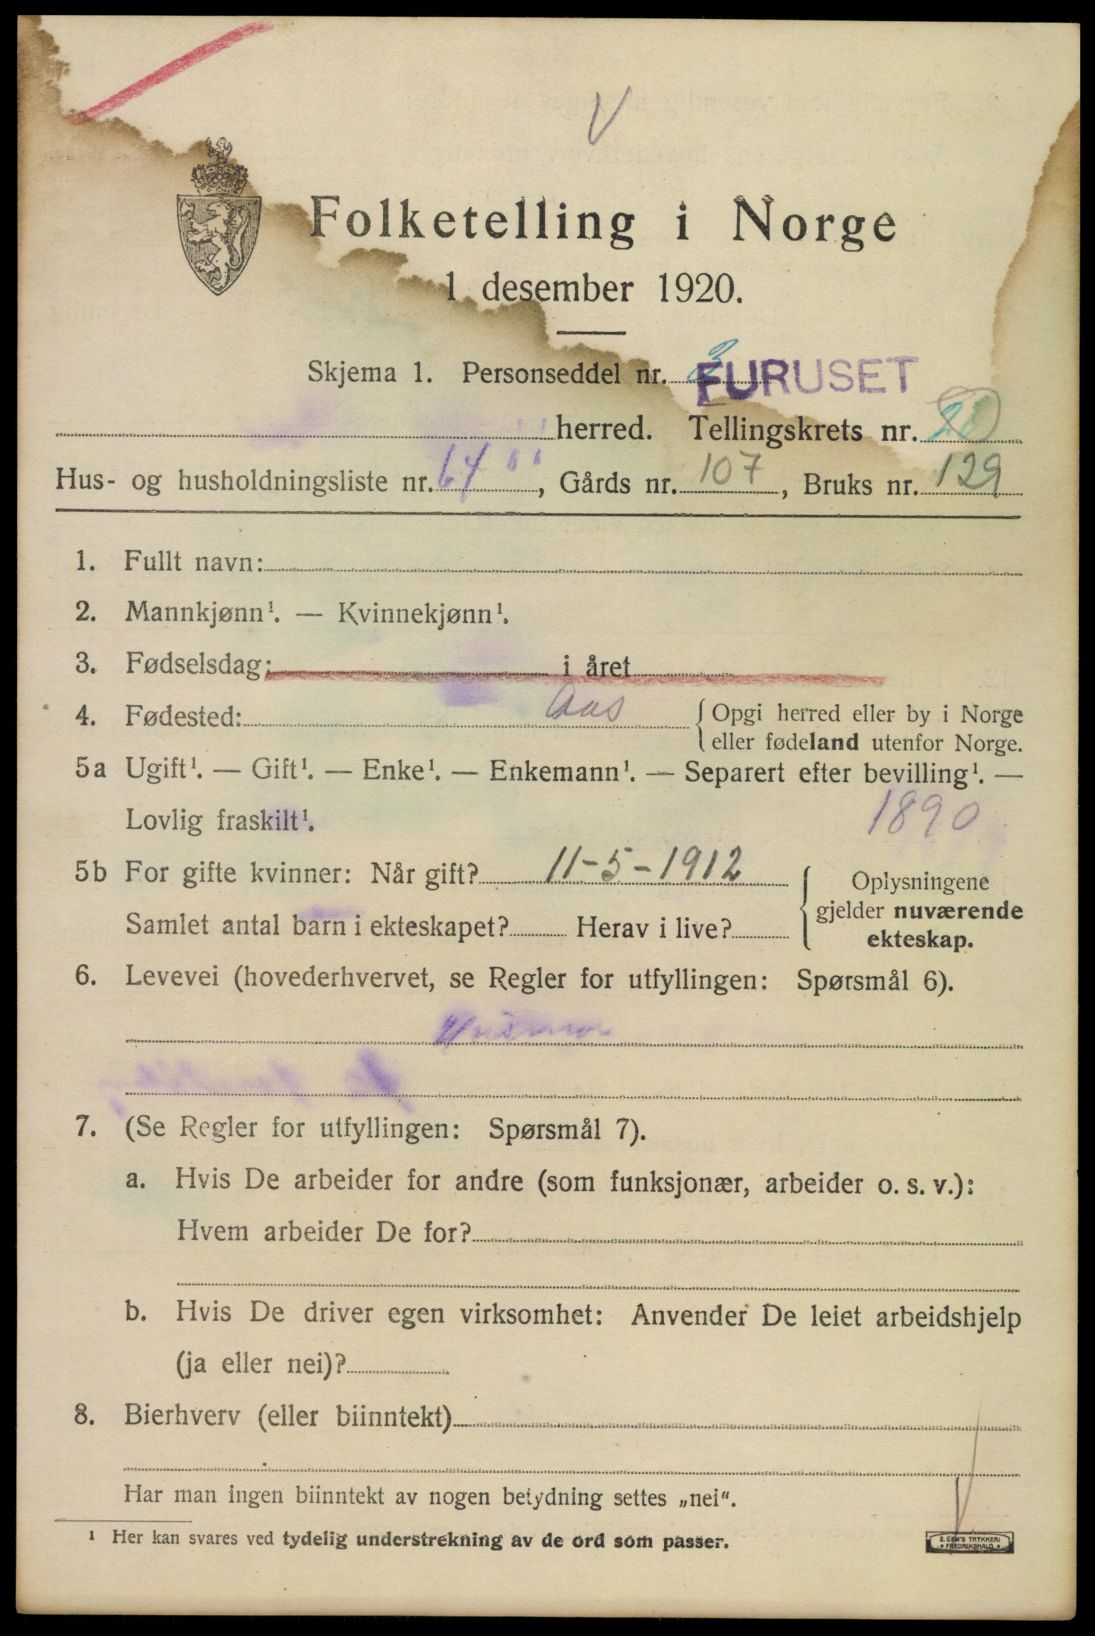 V
Folketelling i Norge
1 desember 1920.
Skjema 1. Personseddel nr. 3
FURUSET
herred. Tellingskrets nr.
Hus- og husholdningsliste nr. 64, Gårds nr. 107, Bruks nr. 129
1. Fullt navn:
2. Mannkjønn¹. — Kvinnekjønn¹.
3. Fødselsdag: i året
4. Fødested: Aas {Opgi herred eller by i Norge
eller fødeland utenfor Norge.
5a Ugift¹. — Gift¹. — Enke¹. — Enkemann¹. — Separert efter bevilling¹. —
Lovlig fraskilt¹. 1890
5b For gifte kvinner: Når gift? 11-5-1912
Samlet antal barn i ekteskapet? Herav i live?
{Oplysningene
gjelder nuværende
ekteskap.
6. Levevei (hovederhvervet, se Regler for utfyllingen: Spørsmål 6).
Husmor
7. (Se Regler for utfyllingen: Spørsmål 7).
a. Hvis De arbeider for andre (som funksjonær, arbeider o. s. v.):
Hvem arbeider De for?
b. Hvis De driver egen virksomhet: Anvender De leiet arbeidshjelp
(ja eller nei)?
8. Bierhverv (eller biinntekt)
Har man ingen biinntekt av nogen betydning settes „nei“.
¹ Her kan svares ved tydelig understrekning av de ord som passer.
E. SEM'S TRYKKERI
• FREDRIKSHALD •